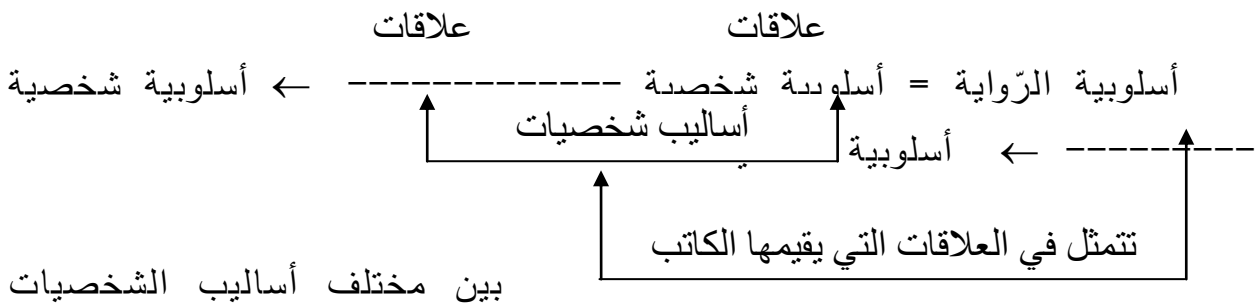 علاقات علاقات
أسلوبية الرّواية = أسلوبية شخصية ------------- ← أسلوبية شخصية
أساليب شخصيات
--------- ← أسلوبية
تتمثل في العلاقات التي يقيمها الكاتب
بين مختلف أساليب الشخصيات